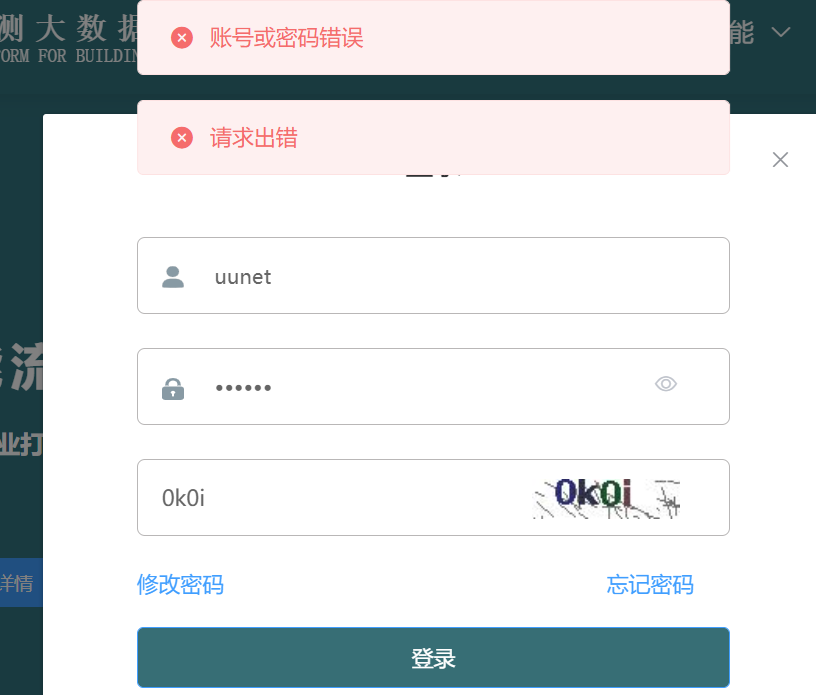 测大数据
能
ORM FOR BUILDIN
账号或密码错误
请求出错
uunet
流
业打
0k0i
0k0i
详情
修改密码
忘记密码
登录